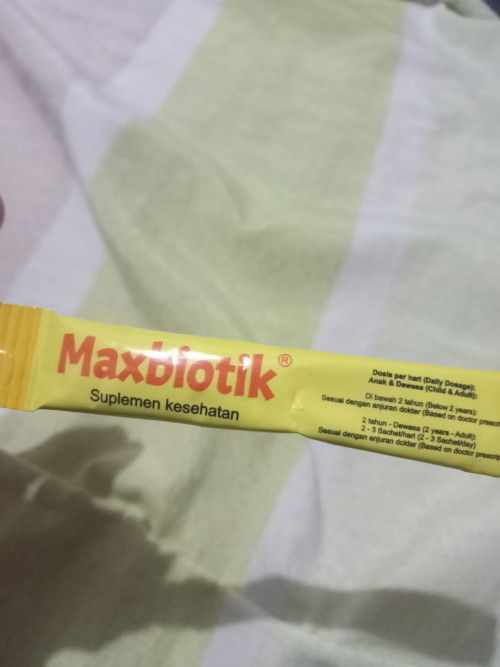 Maxbiotik®
Suplemen kesehatan
Dosis per hari (Daily Dosage):
Anak & Dewasa (Child & Adult):
Di bawah 2 tahun (Below 2 years):
Sesuai dengan anjuran dokter (Based on doctor
2 tahun - Dewasa (2 years - Adult):
2 - 3 Sachet/hari (2 - 3 Sachet/day)
Sesuai dengan anjuran dokter (Based on doctor